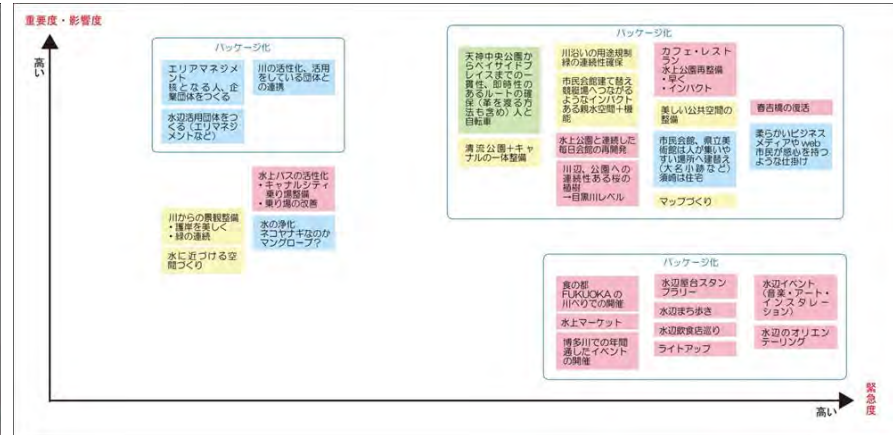 重要度・影響度
高い
パッケージ化
エリアマネジメ
ント
核となる人、企
業団体をつくる
川の活性化、活用
をしている団体と
の連携
水辺活用団体をつ
くる（エリマネジ
メントなど）
水上バスの活性化
・キャナルシティ
乗り場整備
・乗り場の改善
川からの景観整備
・護岸を美しく
・緑の連続
水の浄化
ネコヤナギなのか
マングローブ？
水に近づける空
間づくり
パッケージ化
天神中央公園か
らベイサイドプ
レイスまでの一
貫性、即時性の
あるルートの確
保（革を渡る方
法も含め）人と
自転車
清流公園＋キャ
ナルの一体整備
川沿いの用途規制
緑の連続性確保
市民会館建て替え
競艇場へつながる
ようなインパクト
ある親水空間＋機
能
水上公園と連続した
毎日会館の再開発
川辺、公園への
連続性ある桜の
植樹
→目黒川レベル
カフェ・レスト
ラン
水上公園再整備
・早く
・インパクト
美しい公共空間の
整備
市民会館、県立美
術館は人が集いや
すい場所へ建替え
（大名小跡など）
須崎は住宅
マップづくり
春吉橋の復活
柔らかいビジネス
メディアやweb
市民が感心を持つ
ような仕掛け
パッケージ化
食の都
FUKUOKAの
川べりでの開催
水上マーケット
博多川での年間
通したイベント
の開催
水辺屋台スタン
プラリー
水辺まち歩き
水辺飲食店巡り
ライトアップ
水辺イベント
（音楽・アート・
インスタレー
ション）
水辺のオリエン
テーリング
高い
緊急度